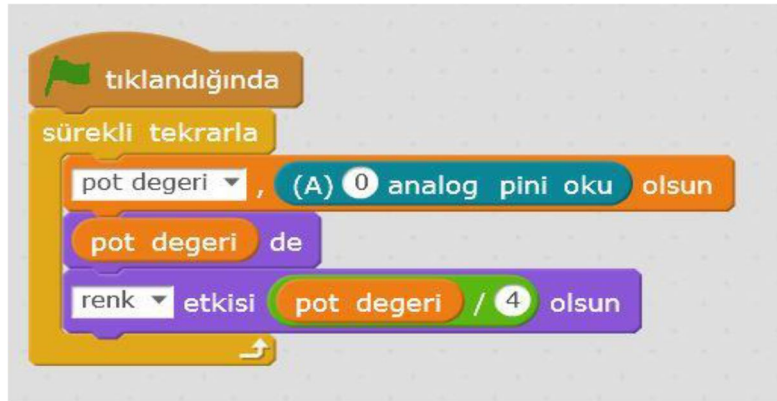 tıklandığında
sürekli tekrarla
pot degeri , (A) 0 analog pini oku olsun
pot degeri de
renk etkisi pot degeri / 4 olsun